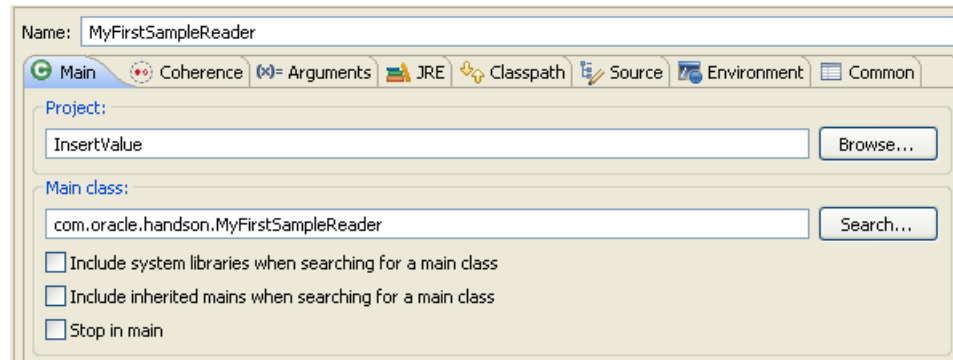 Name: MyFirstSampleReader
Main Coherence (x)= Arguments JRE Classpath Source Environment Common
Project:
InsertValue Browse...
Main class:
com.oracle.handson.MyFirstSampleReader Search...
Include system libraries when searching for a main class
Include inherited mains when searching for a main class
Stop in main